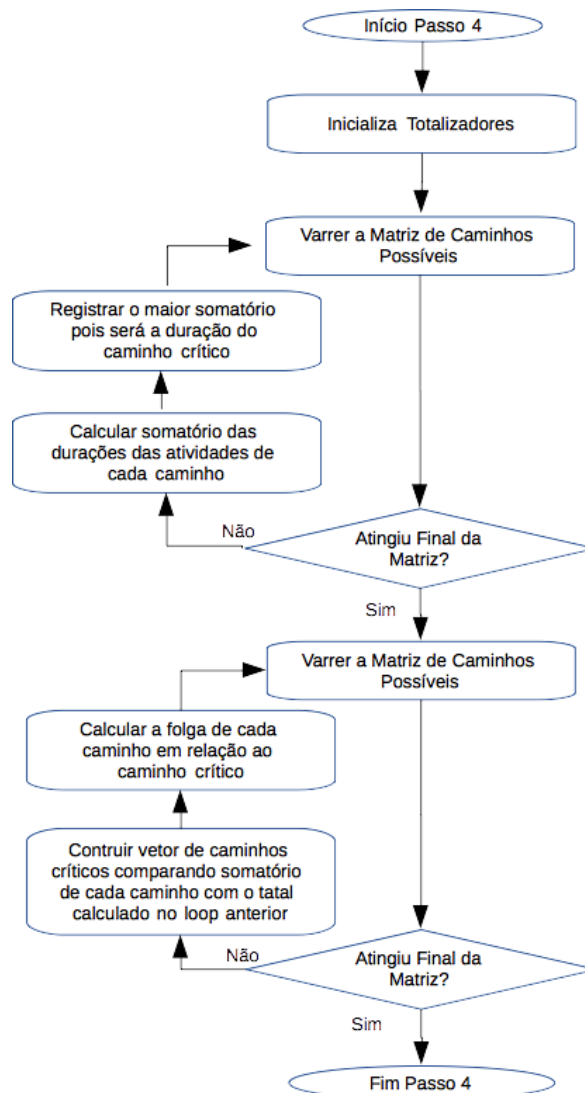 Início Passo 4
Inicializa Totalizadores
Varrer a Matriz de Caminhos
Possíveis
Registrar o maior somatório
pois será a duração do
caminho crítico
Calcular somatório das
durações das atividades de
cada caminho
Não
Atingiu Final da
Matriz?
Sim
Varrer a Matriz de Caminhos
Possíveis
Calcular a folga de cada
caminho em relação ao
caminho crítico
Contruir vetor de caminhos
críticos comparando somatório
de cada caminho com o tatal
calculado no loop anterior
Não
Atingiu Final da
Matriz?
Sim
Fim Passo 4